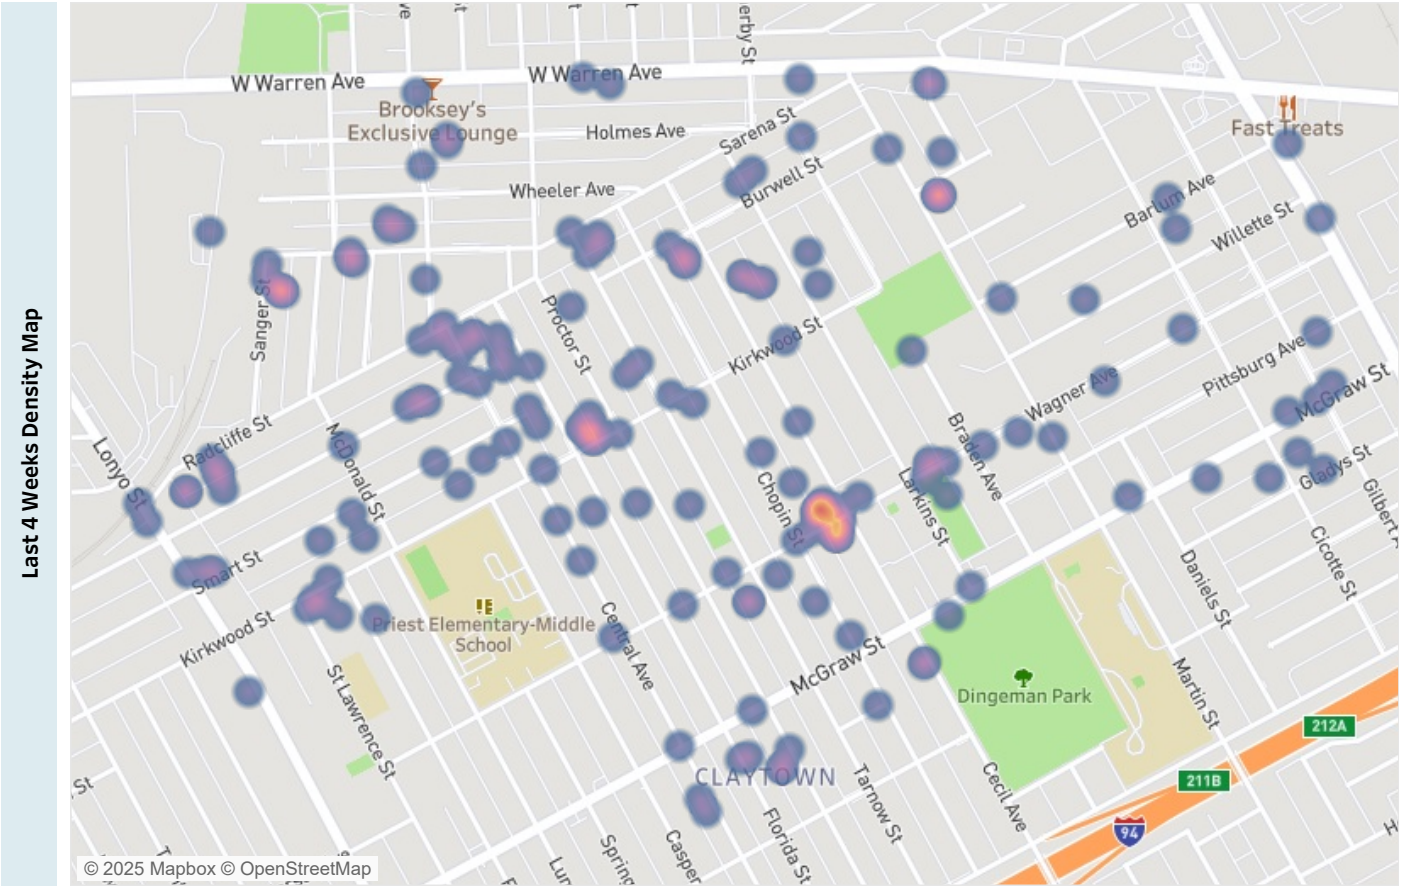 Last 4 Weeks Density Map
erby St
W Warren Ave
W Warren Ave
Brooksey's
Exclusive Lounge
Holmes Ave
Sarena St
Fast Treats
Wheeler Ave
Burwell St
Barlum Ave
Willette St
Sanger St
Proctor St
Kirkwood St
Pittsburg Ave
Wagner Ave
McGraw St
Radcliffe St
McDonald St
Braden Ave
Lonyo St
Chopin St
Larkins St
Gladys St
Gilbert A
Cicotte St
Smart St
Daniels St
Kirkwood St
Priest Elementary-Middle
School
Central Ave
McGraw St
St Lawrence St
Dingeman Park
Martin St
212A
211B
CLAYTOWN
St
Tarnow St
Cecil Ave
Florida St
94
Casper
Spring
Lur
© 2025 Mapbox © OpenStreetMap